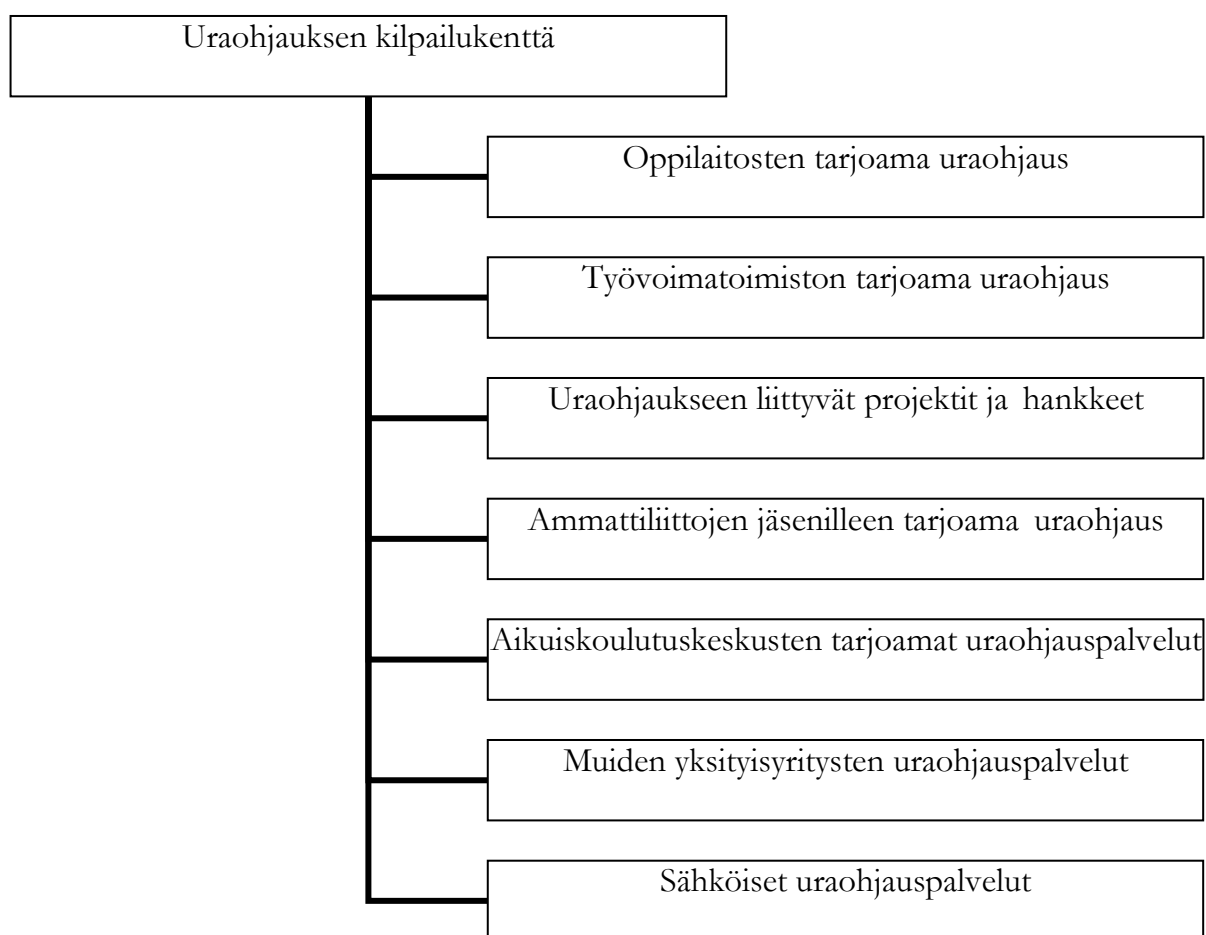 Uraohjauksen kilpailukenttä
Oppilaitosten tarjoama uraohjaus
Työvoimatoimiston tarjoama uraohjaus
Uraohjaukseen liittyvät projektit ja hankkeet
Ammattiliittojen jäsenilleen tarjoama uraohjaus
Aikuiskoulutuskeskusten tarjoamat uraohjauspalvelut
Muiden yksityisyritysten uraohjauspalvelut
Sähköiset uraohjauspalvelut